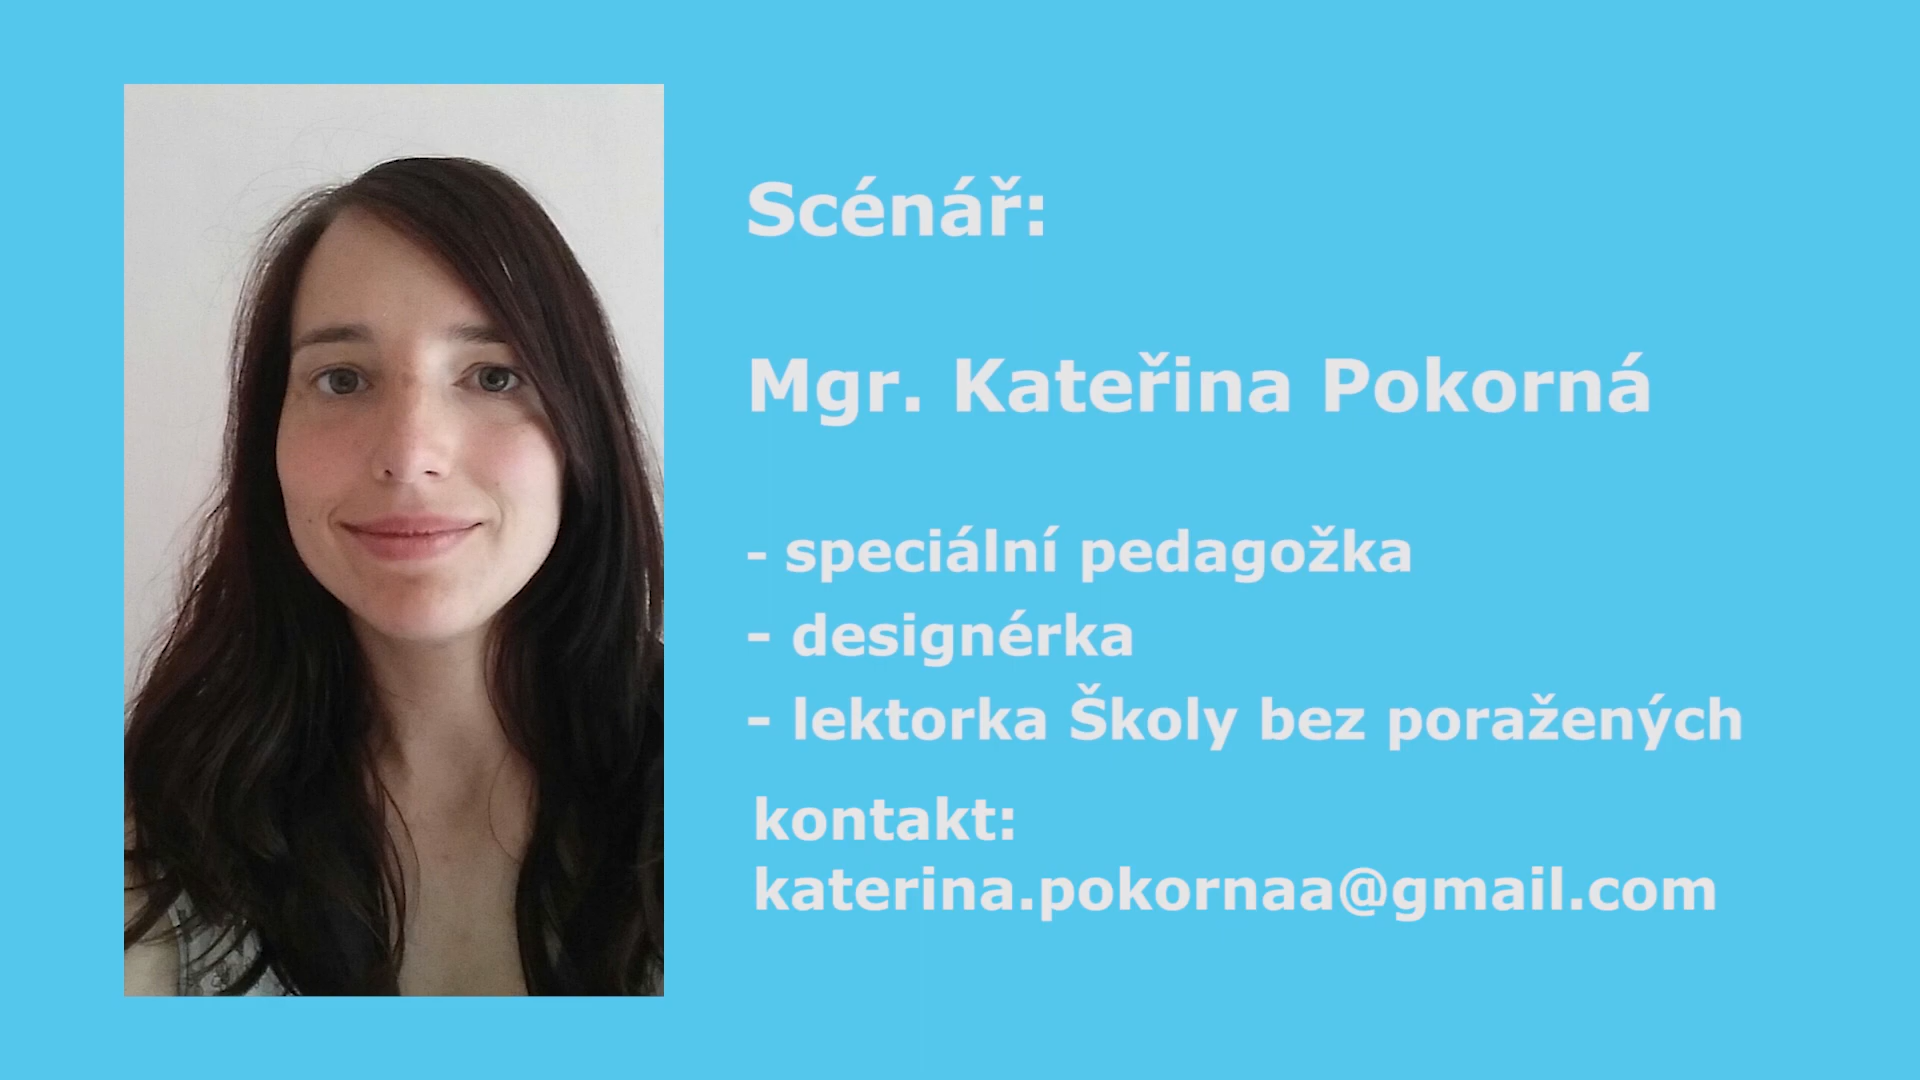 Scénář:
Mgr. Kateřina Pokorná
- speciální pedagožka
- designérka
- lektorka Školy bez poražených
kontakt:
katerina.pokornaa@gmail.com